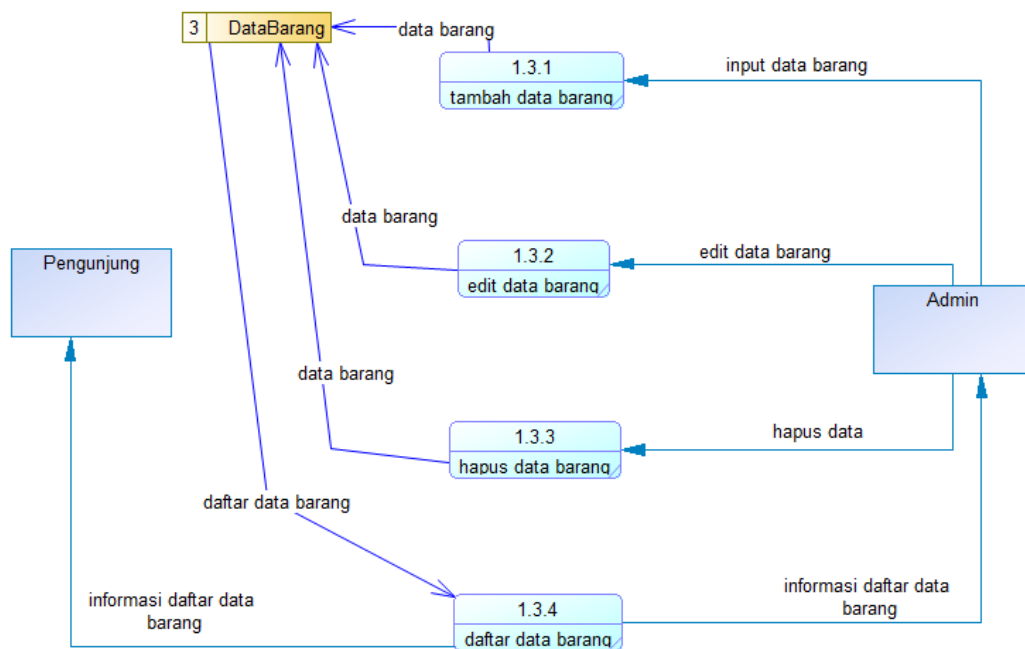 3 DataBarang
data barang
1.3.1
tambah data barang
input data barang
data barang
1.3.2
edit data barang
edit data barang
Pengunjung
Admin
data barang
1.3.3
hapus data barang
hapus data
daftar data barang
informasi daftar data
barang
1.3.4
daftar data barang
informasi daftar data
barang